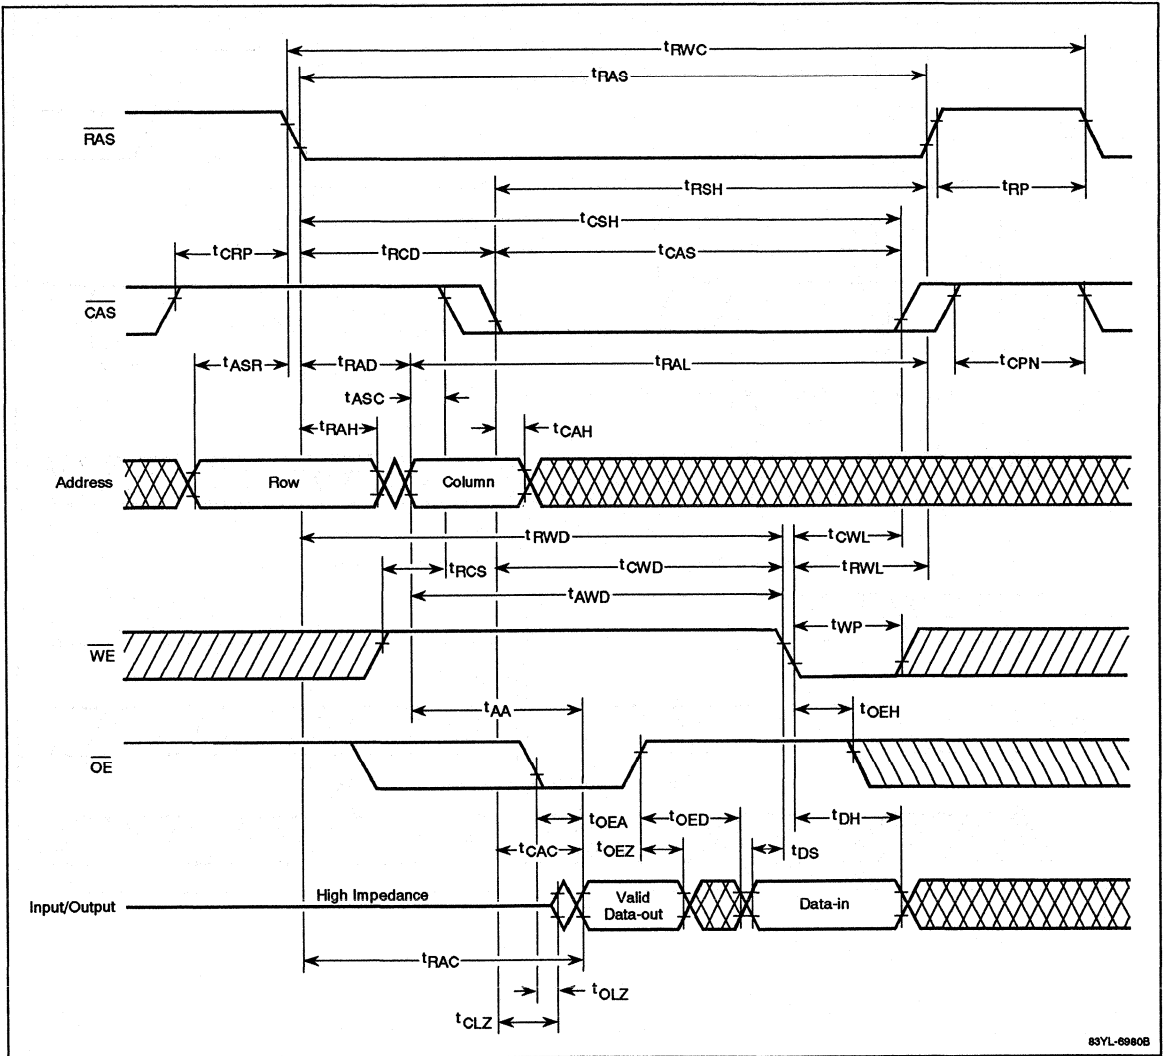 tRWC
tRAS
RAS
tRSH
tRP
tCSH
tCRP
tRCD
tCAS
CAS
tASR
tRAD
tRAL
tCPN
tASC
tRAH
tCAH
Address
Row
Column
tRWD
tCWL
tRCS
tCWD
tRWL
tAWD
tWP
WE
tAA
tOEH
OE
tOEA
tOED
tDH
tCAC
tOEZ
tDS
High Impedance
Input/Output
Valid
Data-out
Data-in
tRAC
tOLZ
tCLZ
83YL-6980B